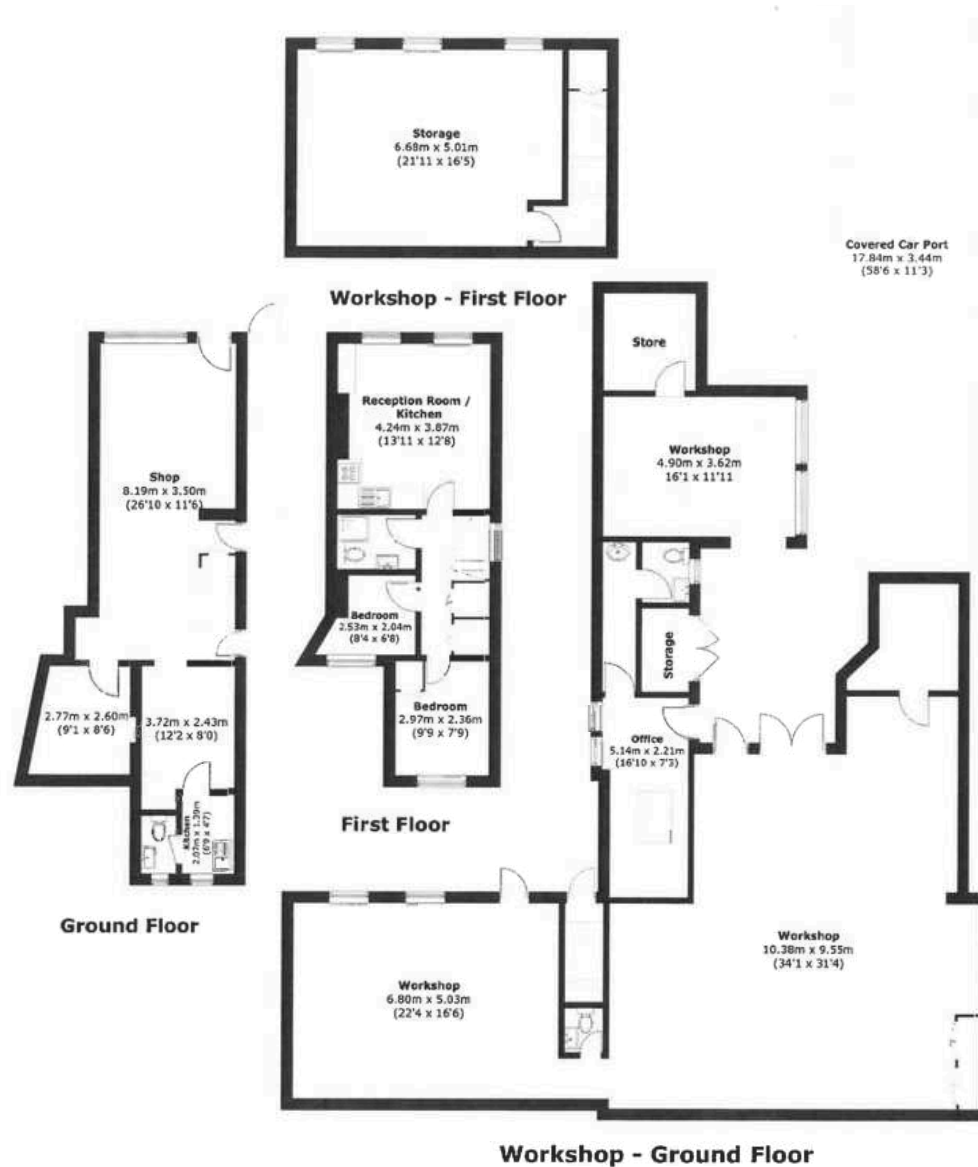 Storage
6.68m x 5.01m
(21'11 x 16'5)
Covered Car Port
17.84m x 3.44m
(58'6 x 11'3)
Workshop - First Floor
Store
Reception Room /
Kitchen
4.24m x 3.87m
(13'11 x 12'8)
Workshop
4.90m x 3.62m
16'1 x 11'11
Shop
8.19m x 3.50m
(26'10 x 11'6)
Bedroom
2.53m x 2.04m
(8'4 x 6'8)
Storage
2.77m x 2.60m
(9'1 x 8'6)
3.72m x 2.43m
(12'2 x 8'0)
Bedroom
2.97m x 2.36m
(9'9 x 7'9)
Office
5.14m x 2.21m
(16'10 x 7'3)
Kitchen
2.07m x 1.39m
(6'9 x 4'7)
First Floor
Ground Floor
Workshop
10.38m x 9.55m
(34'1 x 31'4)
Workshop
6.80m x 5.03m
(22'4 x 16'6)
Workshop - Ground Floor